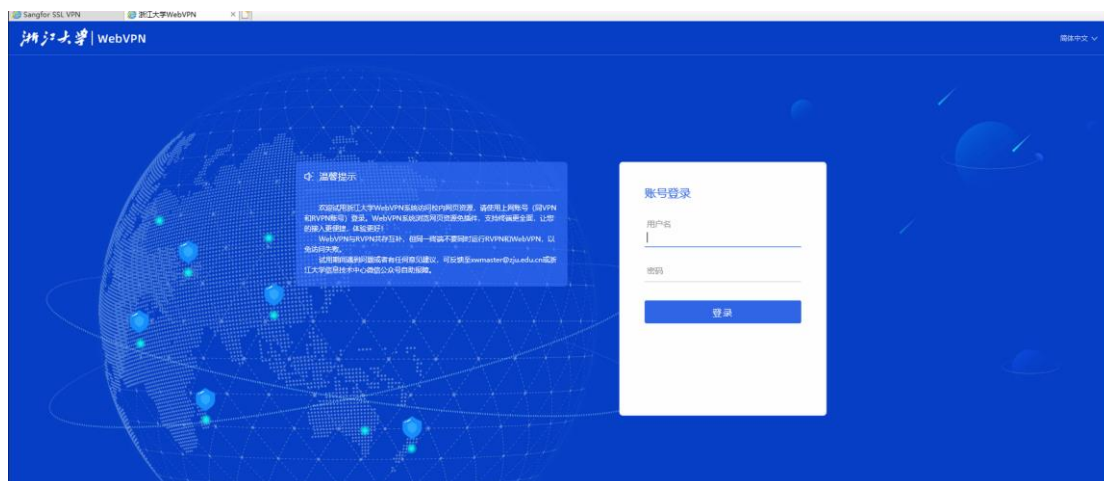 Sangfor SSL VPN
浙江大学WebVPN
浙江大学 | WebVPN
简体中文
温馨提示
欢迎试用浙江大学WebVPN系统访问校内网页资源，请使用上网账号（同VPN
和RVPN账号）登录。WebVPN系统浏览网页资源免插件，支持终端更全面，让您
的接入更便捷，体验更好！
WebVPN与RVPN共存互补，但同一终端不要同时运行RVPN和WebVPN，以
免访问失败。
试用期间遇到问题或者有任何意见建议，可反馈至xwmaster@zju.edu.cn或浙
江大学信息技术中心微信公众号自助报障。
账号登录
用户名
密码
登录